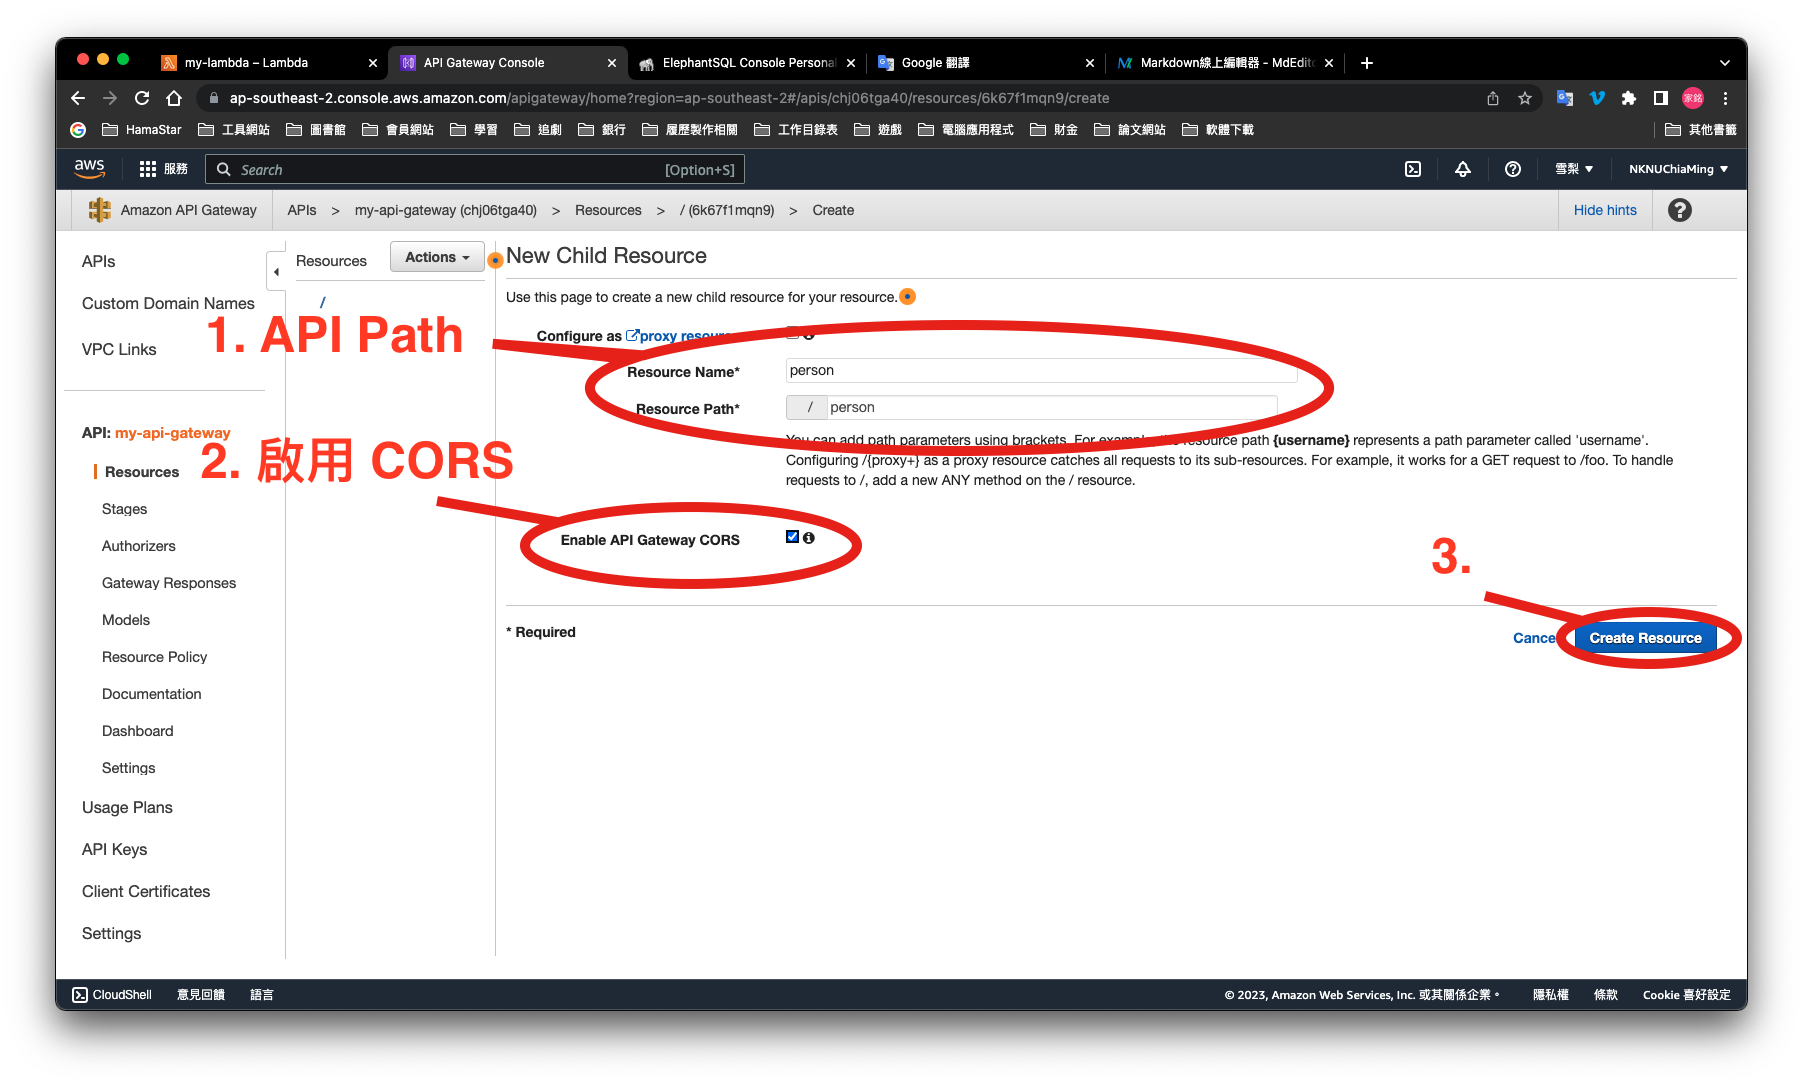 my-lambda – Lambda
API Gateway Console
ElephantSQL Console Personal
Google 翻譯
Markdown線上編輯器 - MdEdito
ap-southeast-2.console.aws.amazon.com/apigateway/home?region=ap-southeast-2#/apis/chj06tga40/resources/6k67f1mqn9/create
家銘
HamaStar
工具網站
圖書館
會員網站
學習
追劇
銀行
履歷製作相關
工作目錄表
遊戲
電腦應用程式
財金
論文網站
軟體下載
其他書籤
aws
服務
Search
[Option+S]
雪梨
NKNUChiaMing
Amazon API Gateway
APIs > my-api-gateway (chj06tga40) > Resources > / (6k67f1mqn9) > Create
Hide hints
APIs
Custom Domain Names
VPC Links
API: my-api-gateway
Resources
Stages
Authorizers
Gateway Responses
Models
Resource Policy
Documentation
Dashboard
Settings
Usage Plans
API Keys
Client Certificates
Settings
Resources
Actions
/
New Child Resource
Use this page to create a new child resource for your resource.
1. API Path
Configure as proxy resour
Resource Name* person
Resource Path* / person
You can add path parameters using brackets. For example, the resource path {username} represents a path parameter called 'username'.
Configuring /{proxy+} as a proxy resource catches all requests to its sub-resources. For example, it works for a GET request to /foo. To handle
requests to /, add a new ANY method on the / resource.
2. 啟用 CORS
Enable API Gateway CORS
3.
* Required
Cance
Create Resource
CloudShell
意見回饋
語言
© 2023, Amazon Web Services, Inc. 或其關係企業。
隱私權
條款
Cookie 喜好設定